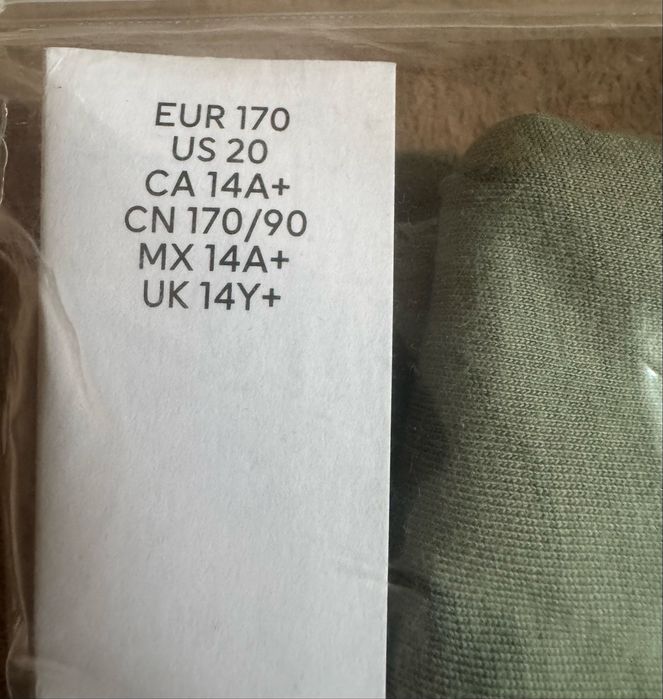 EUR 170
US 20
CA 14A+
CN 170/90
MX 14A+
UK 14Y+